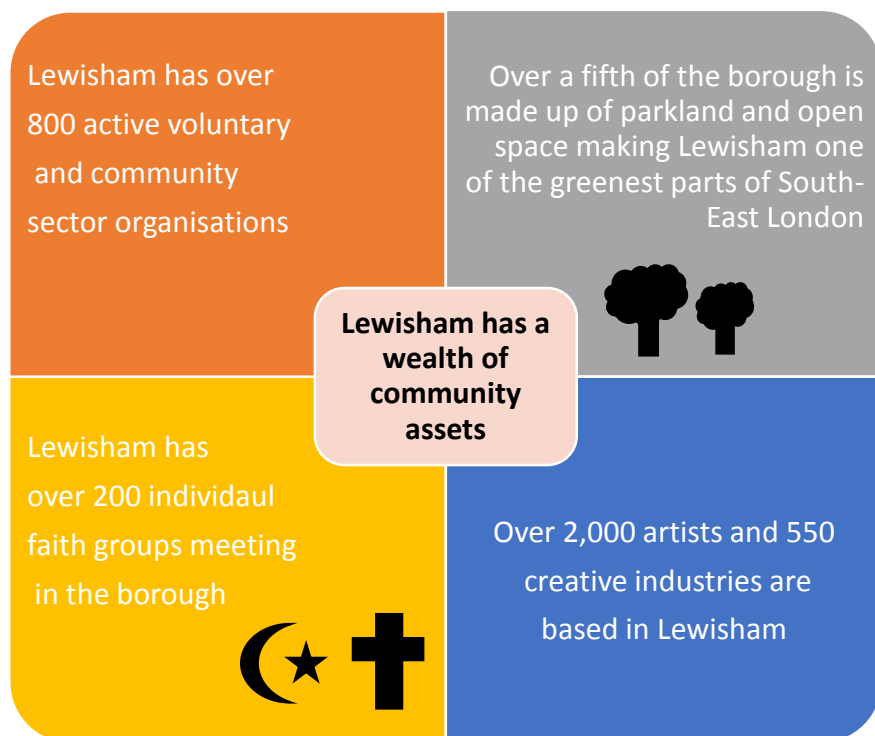 Lewisham has over
800 active voluntary
and community
sector organisations
Over a fifth of the borough is
made up of parkland and open
space making Lewisham one
of the greenest parts of South-
East London
Lewisham has a
wealth of
community
assets
Lewisham has
over 200 individaul
faith groups meeting
in the borough
Over 2,000 artists and 550
creative industries are
based in Lewisham